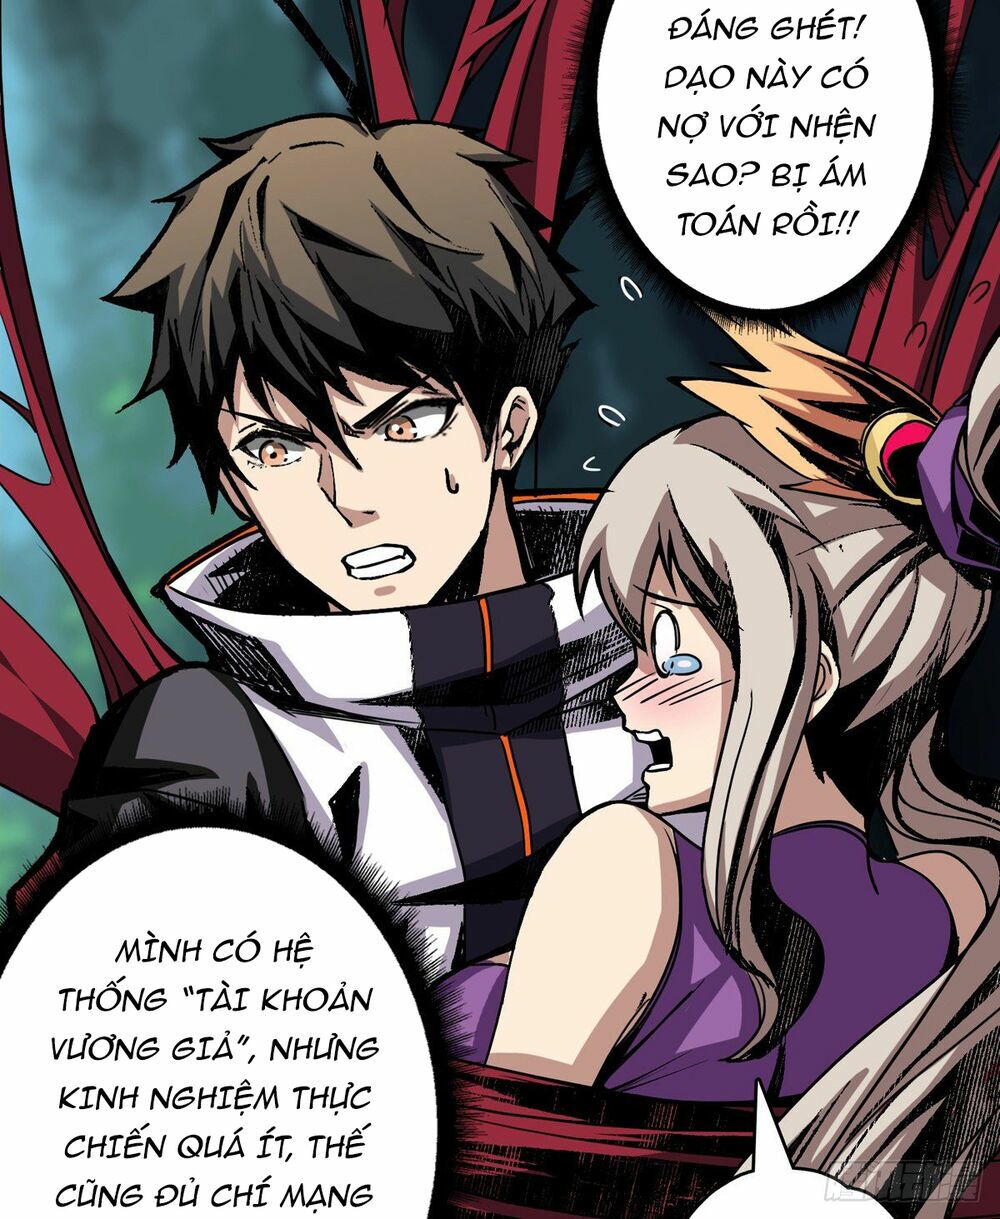 ĐÁNG GHÉT!
DẠO NÀY CÓ
NỢ VỚI NHỆN
SAO? BỊ ÁM
TOÁN RỒI!!
MÌNH CÓ HỆ
THỐNG "TÀI KHOẢN
VƯƠNG GIẢ", NHƯNG
KINH NGHIỆM THỰC
CHIẾN QUÁ ÍT, THẾ
CŨNG ĐỦ CHÍ MẠNG